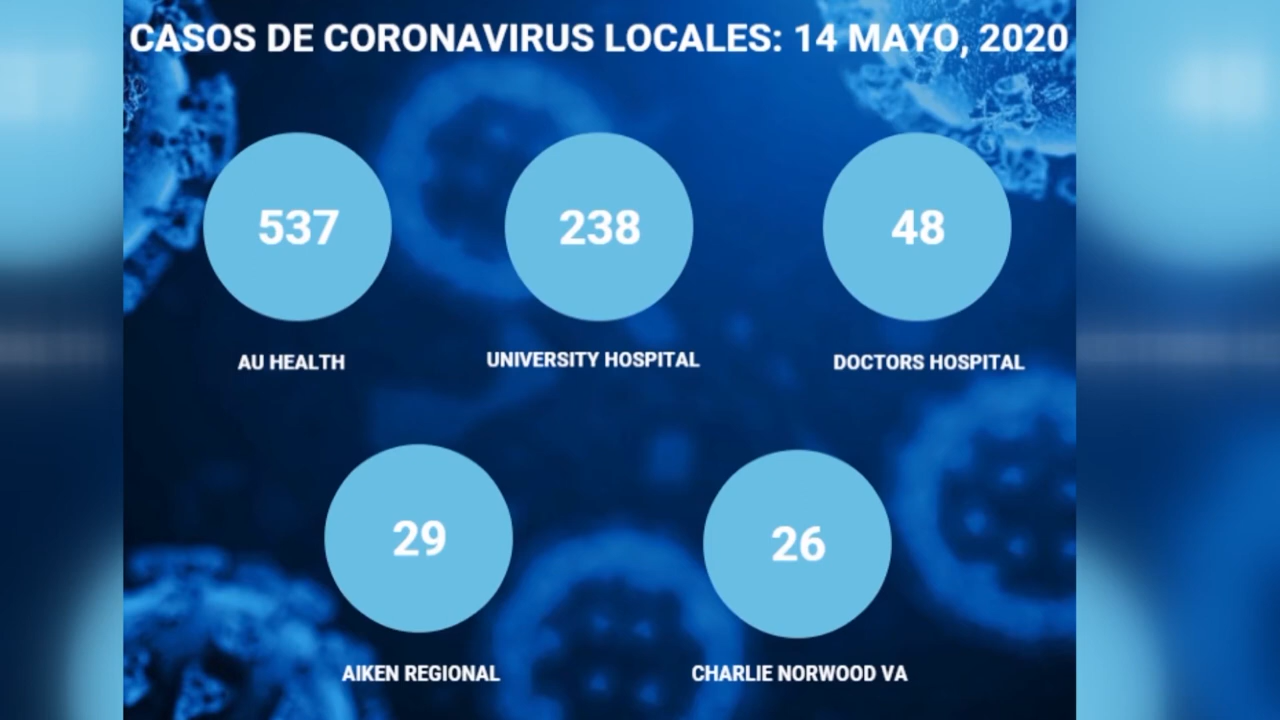 CASOS DE CORONAVIRUS LOCALES: 14 MAYO, 2020
537
238
48
AU HEALTH
UNIVERSITY HOSPITAL
DOCTORS HOSPITAL
29
26
AIKEN REGIONAL
CHARLIE NORWOOD VA